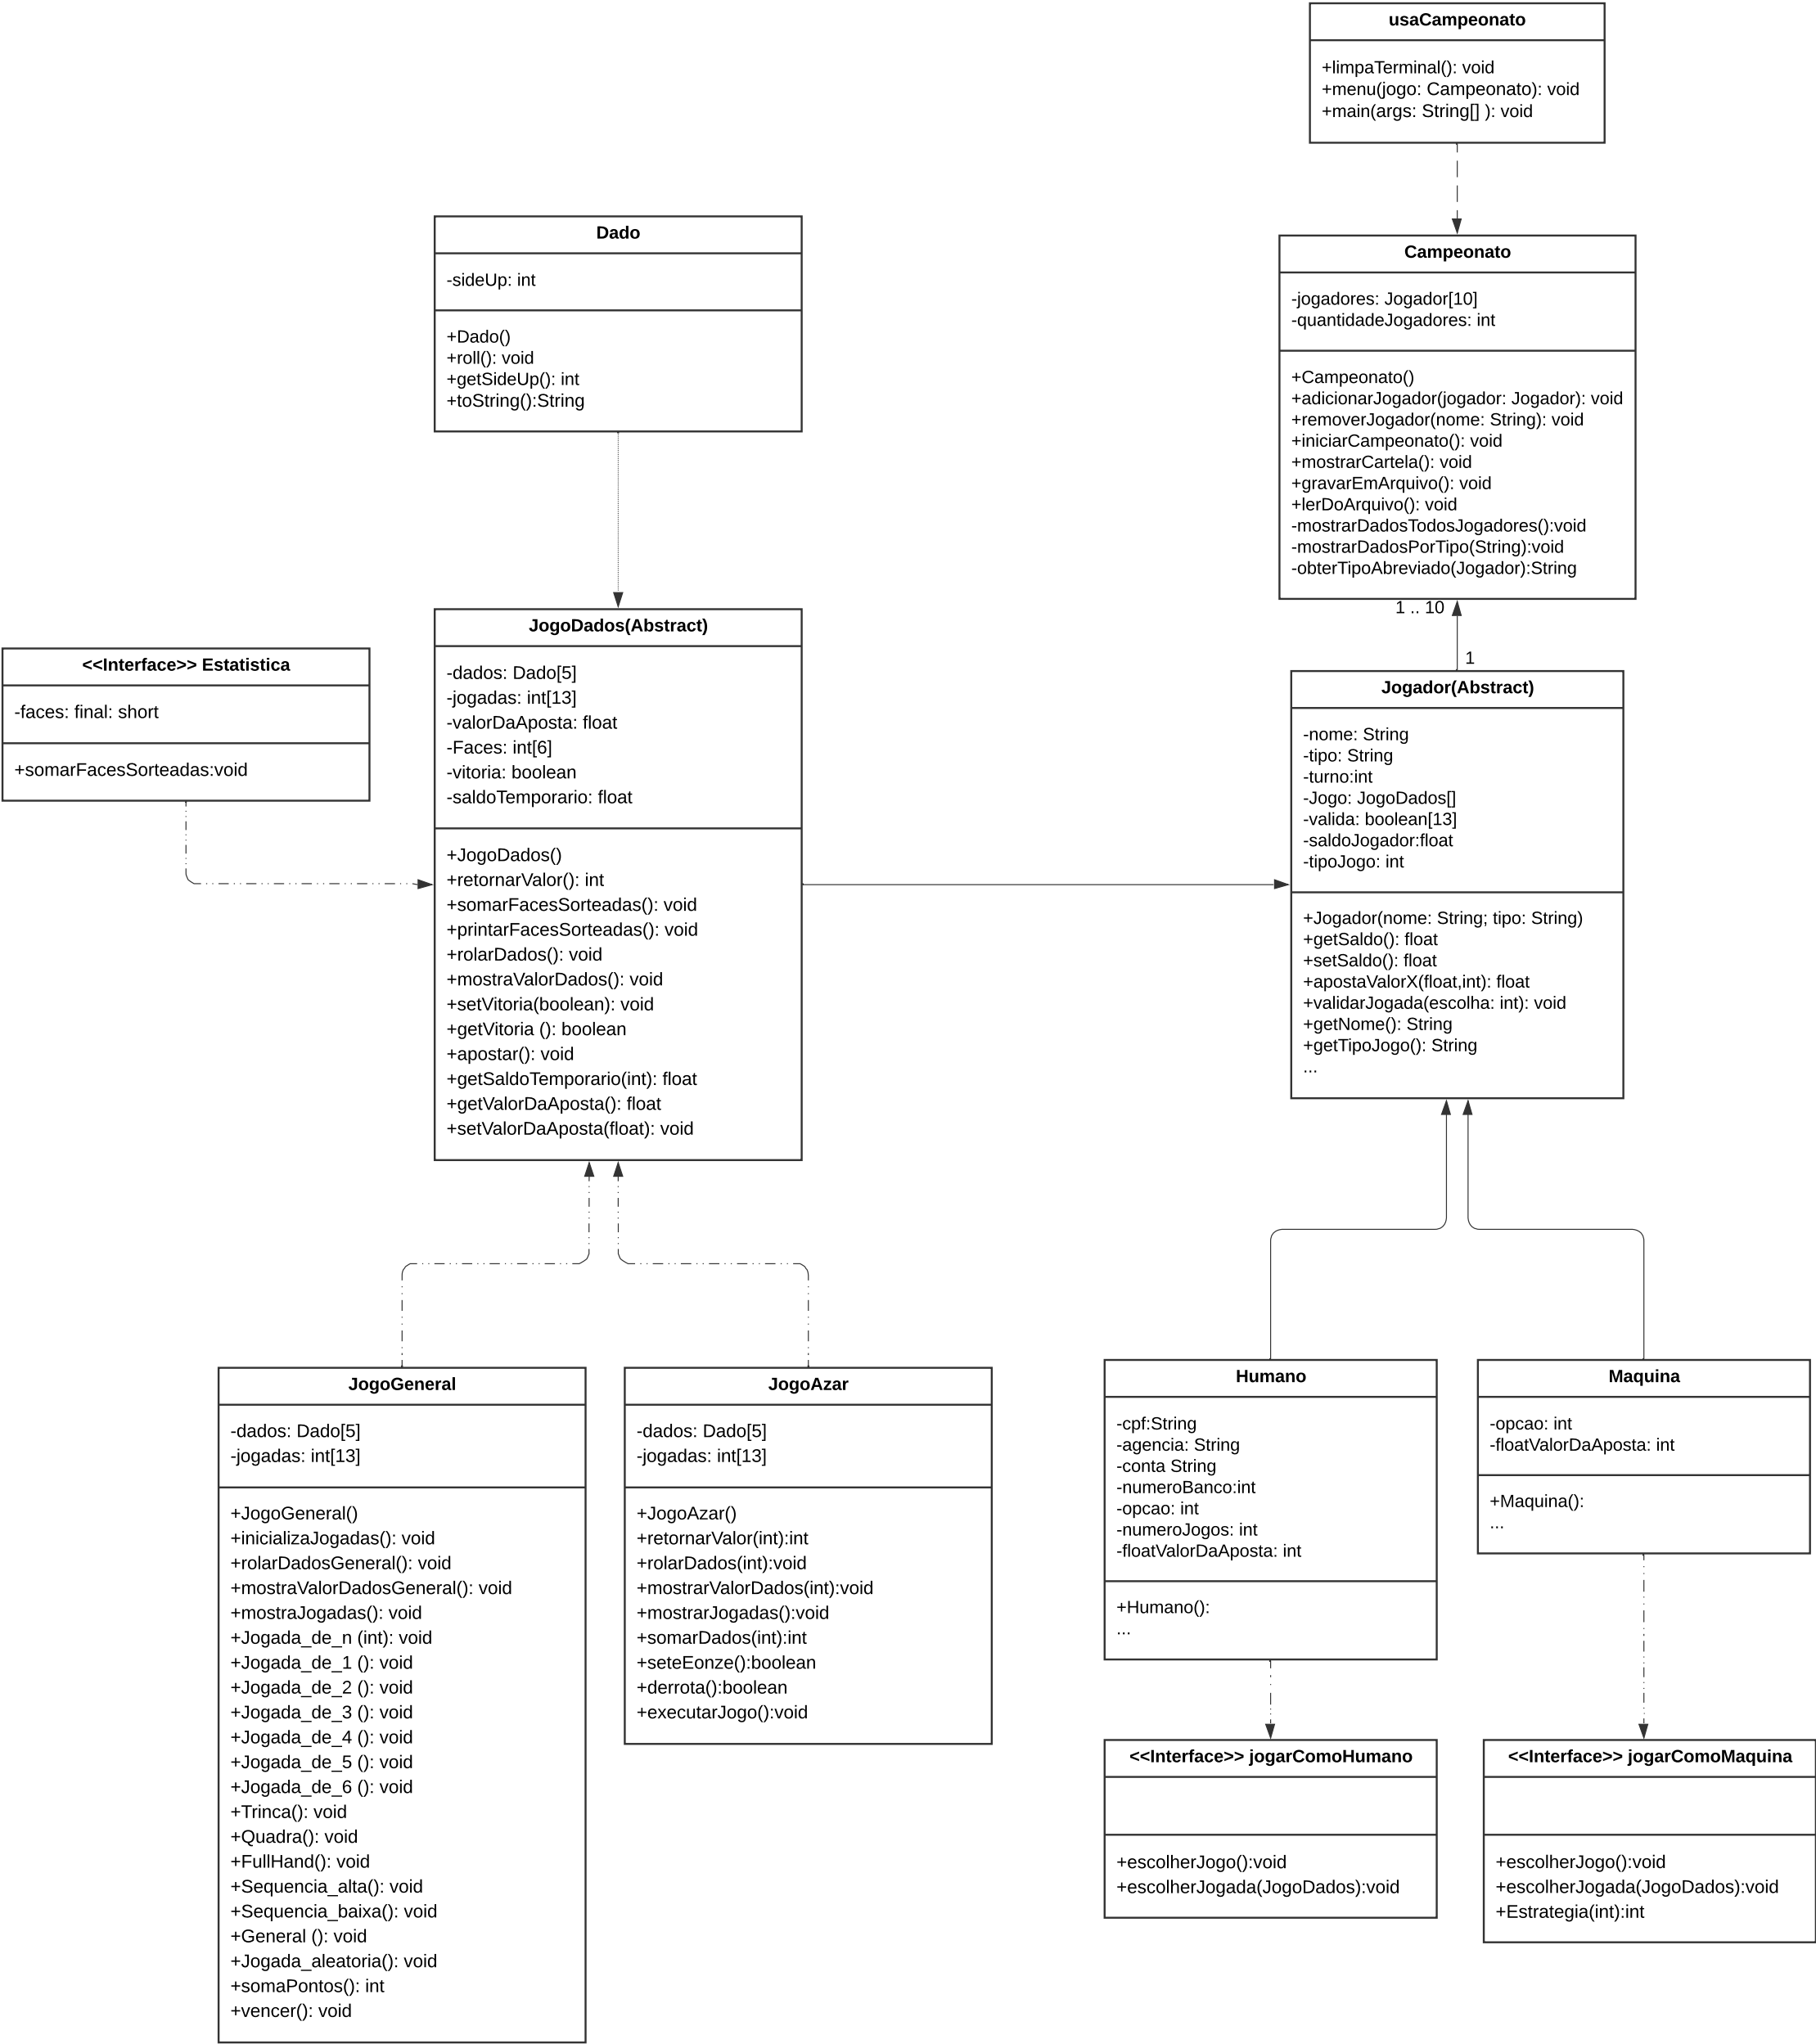 usaCampeonato
+limpaTerminal(): void
+menu(jogo: Campeonato): void
+main(args: String[] ): void
Dado
-sideUp: int
+Dado()
+roll(): void
+getSideUp(): int
+toString():String
Campeonato
-jogadores: Jogador[10]
-quantidadeJogadores: int
+Campeonato()
+adicionarJogador(jogador: Jogador): void
+removerJogador(nome: String): void
+iniciarCampeonato(): void
+mostrarCartela(): void
+gravarEmArquivo(): void
+lerDoArquivo(): void
-mostrarDadosTodosJogadores():void
-mostrarDadosPorTipo(String):void
-obterTipoAbreviado(Jogador):String
1 .. 10
1
<<Interface>> Estatistica
-faces: final: short
+somarFacesSorteadas:void
JogoDados(Abstract)
-dados: Dado[5]
-jogadas: int[13]
-valorDaAposta: float
-Faces: int[6]
-vitoria: boolean
-saldoTemporario: float
+JogoDados()
+retornarValor(): int
+somarFacesSorteadas(): void
+printarFacesSorteadas(): void
+rolarDados(): void
+mostraValorDados(): void
+setVitoria(boolean): void
+getVitoria (): boolean
+apostar(): void
+getSaldoTemporario(int): float
+getValorDaAposta(): float
+setValorDaAposta(float): void
Jogador(Abstract)
-nome: String
-tipo: String
-turno:int
-Jogo: JogoDados[]
-valida: boolean[13]
-saldoJogador:float
-tipoJogo: int
+Jogador(nome: String; tipo: String)
+getSaldo(): float
+setSaldo(): float
+apostaValorX(float,int): float
+validarJogada(escolha: int): void
+getNome(): String
+getTipoJogo(): String
...
JogoGeneral
-dados: Dado[5]
-jogadas: int[13]
+JogoGeneral()
+inicializaJogadas(): void
+rolarDadosGeneral(): void
+mostraValorDadosGeneral(): void
+mostraJogadas(): void
+Jogada_de_n (int): void
+Jogada_de_1 (): void
+Jogada_de_2 (): void
+Jogada_de_3 (): void
+Jogada_de_4 (): void
+Jogada_de_5 (): void
+Jogada_de_6 (): void
+Trinca(): void
+Quadra(): void
+FullHand(): void
+Sequencia_alta(): void
+Sequencia_baixa(): void
+General (): void
+Jogada_aleatoria(): void
+somaPontos(): int
+vencer(): void
JogoAzar
-dados: Dado[5]
-jogadas: int[13]
+JogoAzar()
+retornarValor(int):int
+rolarDados(int):void
+mostrarValorDados(int):void
+mostrarJogadas():void
+somarDados(int):int
+seteEonze():boolean
+derrota():boolean
+executarJogo():void
Humano
-cpf:String
-agencia: String
-conta String
-numeroBanco:int
-opcao: int
-numeroJogos: int
-floatValorDaAposta: int
+Humano():
...
Maquina
-opcao: int
-floatValorDaAposta: int
+Maquina():
...
<<Interface>> jogarComoHumano
+escolherJogo():void
+escolherJogada(JogoDados):void
<<Interface>> jogarComoMaquina
+escolherJogo():void
+escolherJogada(JogoDados):void
+Estrategia(int):int